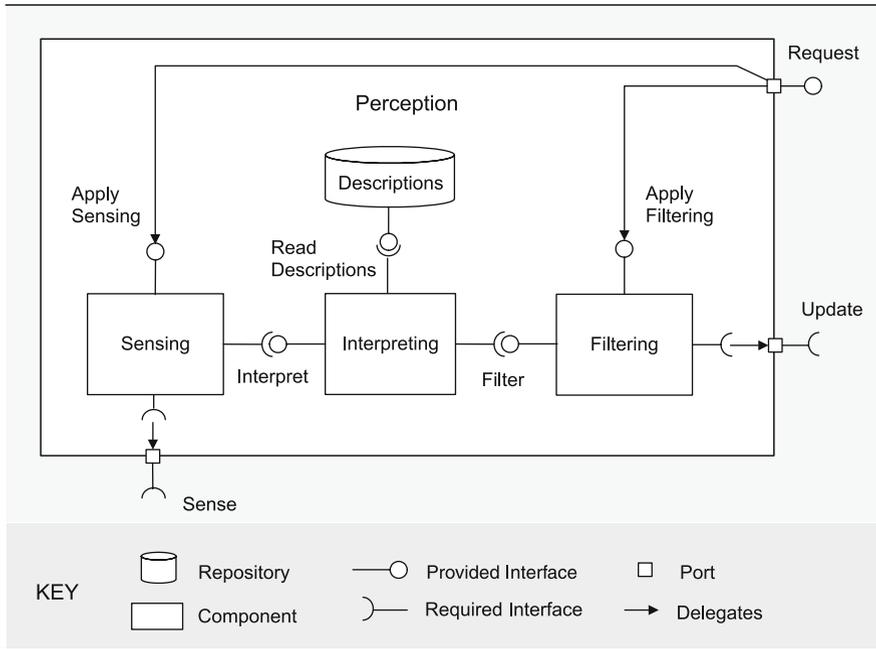 Request
Perception
Descriptions
Apply
Sensing
Apply
Filtering
Read
Descriptions
Update
Sensing
Interpreting
Filtering
Interpret
Filter
Sense
KEY
Repository
Provided Interface
Port
Component
Required Interface
Delegates